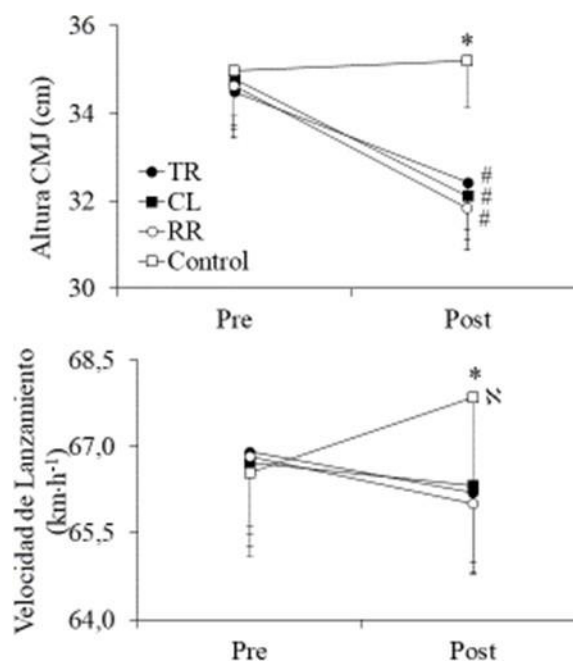 Altura CMJ (cm)
36
34
32
30
*
#
#
#
TR
CL
RR
Control
Pre
Post
Velocidad de Lanzamiento
(km·h⁻¹)
68,5
67,0
65,5
64,0
*
ℵ
Pre
Post